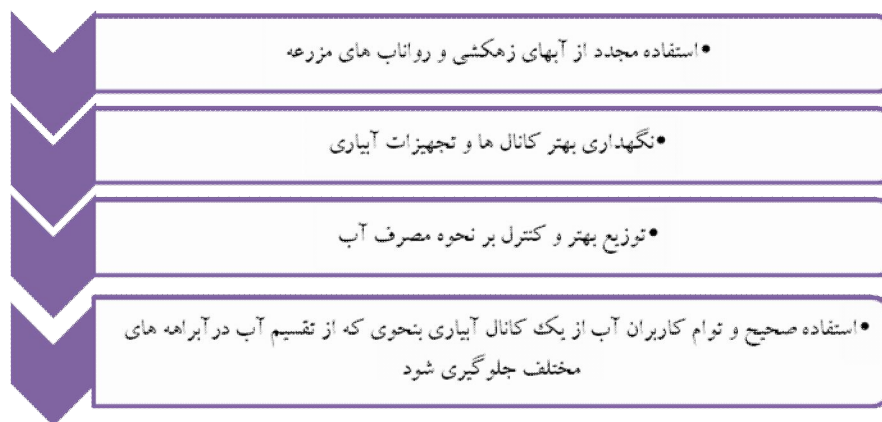 •استفاده مجدد از آبهای زهکشی و رواناب های مزرعه
•نگهداری بهتر کانال ها و تجهیزات آبیاری
•توزیع بهتر و کنترل بر نحوه مصرف آب
•استفاده صحیح و توام کاربران آب از یک کانال آبیاری بنحوی که از تقسیم آب درآبراهه های
مختلف جلوگیری شود